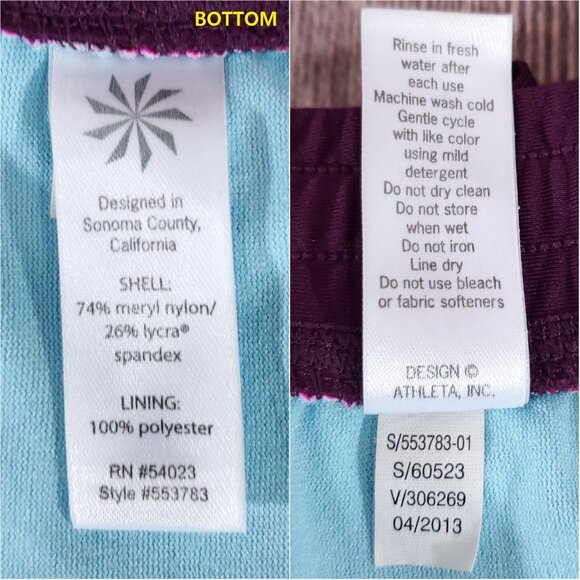 BOTTOM
Designed in
Sonoma County,
California
SHELL:
74% meryl nylon/
26% lycra®
spandex
LINING:
100% polyester
RN #54023
Style #553783
Rinse in fresh
water after
each use
Machine wash cold
Gentle cycle
with like color
using mild
detergent
Do not dry clean
Do not store
when wet
Do not iron
Line dry
Do not use bleach
or fabric softeners
DESIGN ©
ATHLETA, INC.
S/553783-01
S/60523
V/306269
04/2013